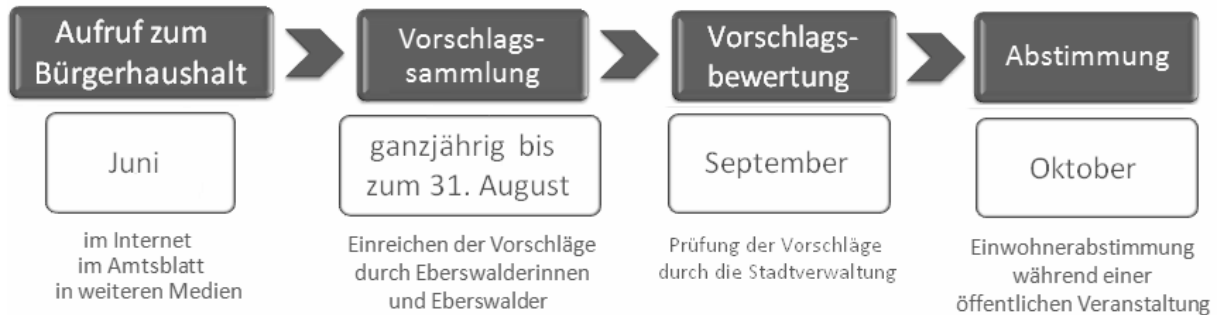 Aufruf zum
Bürgerhaushalt
Juni
im Internet
im Amtsblatt
in weiteren Medien
Vorschlags-
sammlung
ganzjährig bis
zum 31. August
Einreichen der Vorschläge
durch Eberswalderinnen
und Eberswalder
Vorschlags-
bewertung
September
Prüfung der Vorschläge
durch die Stadtverwaltung
Abstimmung
Oktober
Einwohnerabstimmung
während einer
öffentlichen Veranstaltung